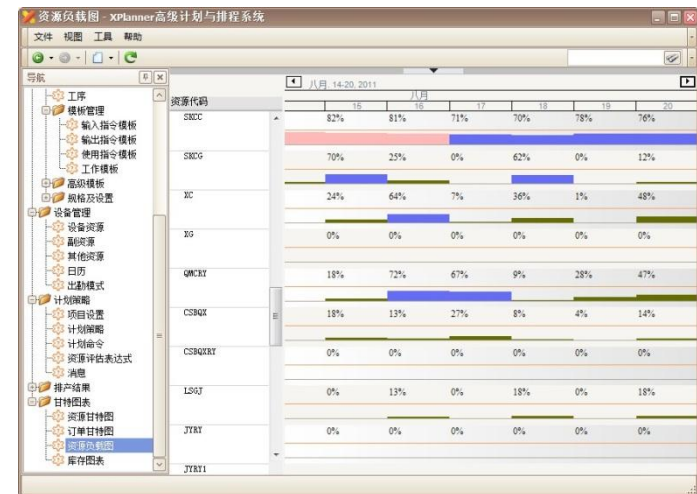 资源负载图 - XPlanner高级计划与排程系统
文件 视图 工具 帮助
导航
工序
模板管理
输入指令模板
输出指令模板
使用指令模板
工作模板
高级模板
规格及设置
设备管理
设备资源
副资源
其他资源
日历
出勤模式
计划策略
项目设置
计划策略
计划命令
资源评估表达式
消息
排产结果
甘特图表
资源甘特图
订单甘特图
资源负载图
库存图表
八月, 14-20, 2011
资源代码
八月
15 16 17 18 19 20
SKCC 82% 81% 71% 70% 78% 76%
SKCG 70% 25% 0% 62% 0% 12%
XC 24% 64% 7% 36% 1% 48%
XG 0% 0% 0% 0% 0% 0%
QMCRY 18% 72% 67% 9% 28% 47%
CSBQX 18% 13% 27% 8% 4% 14%
CSBQXRY 0% 0% 0% 0% 0% 0%
LSGJ 0% 13% 0% 18% 0% 18%
JYRY 0% 0% 0% 0% 0% 0%
JYRY1